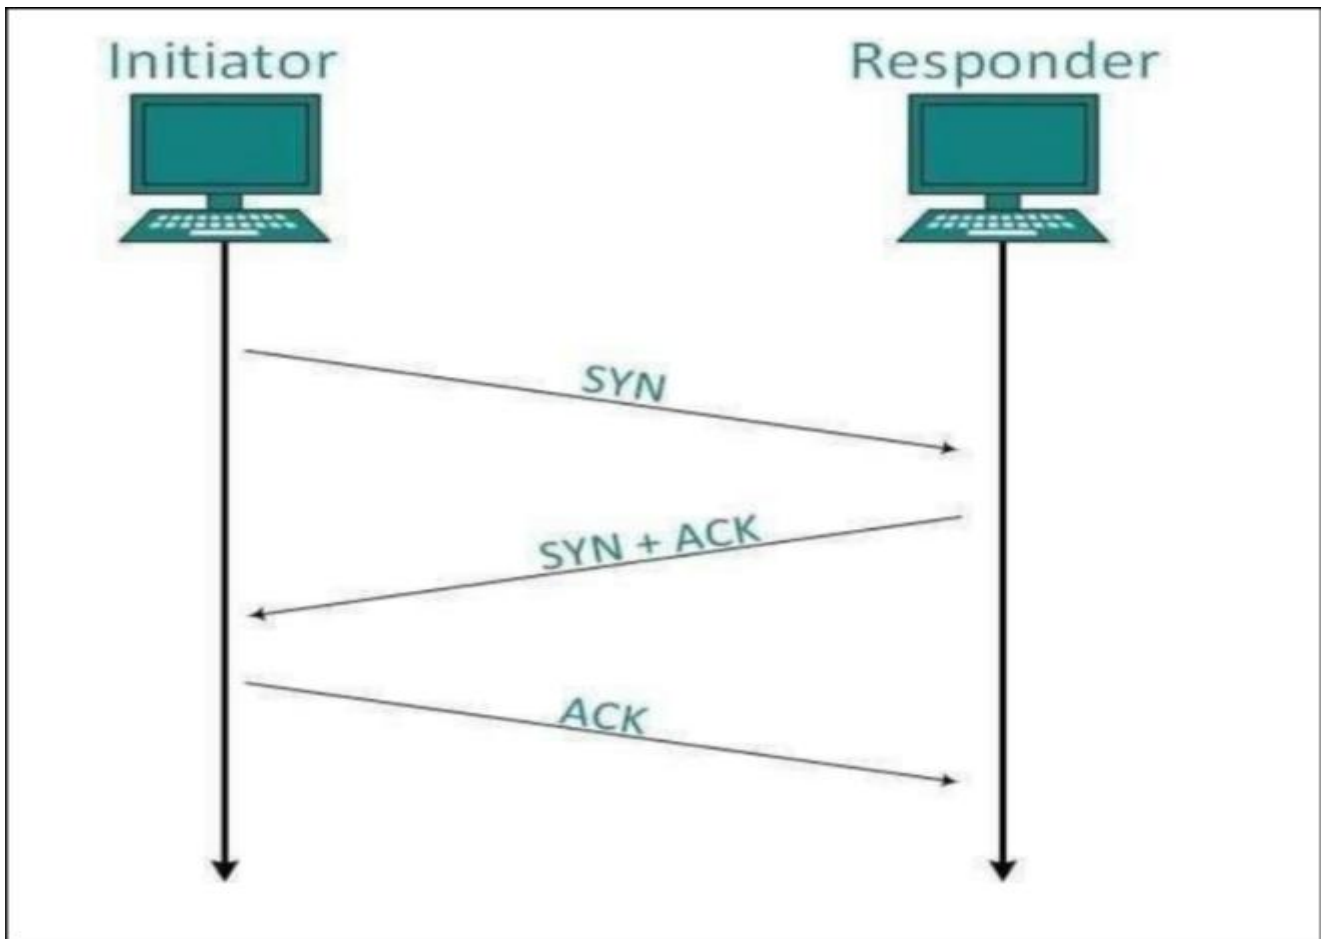 Initiator
Responder
SYN
SYN + ACK
ACK